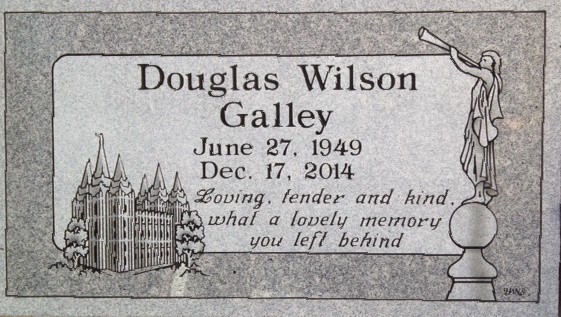 Douglas Wilson
Galley
June 27, 1949
Dec. 17, 2014
Loving, tender and kind,
what a lovely memory
you left behind